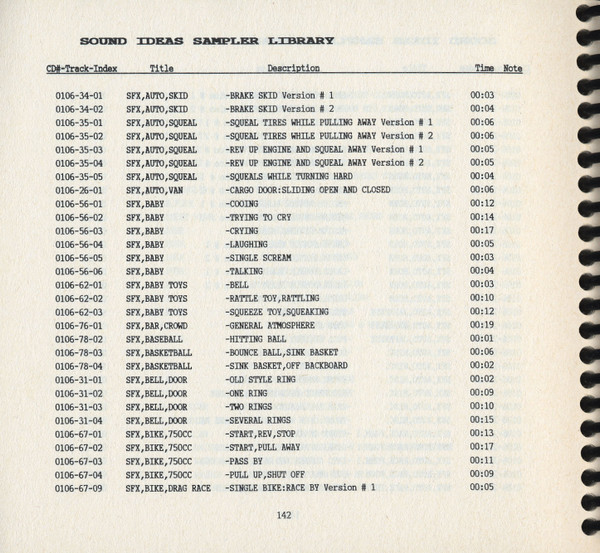 SOUND IDEAS SAMPLER LIBRARY
CD#-Track-Index Title Description Time Note
0106-34-01 SFX,AUTO,SKID -BRAKE SKID Version # 1 00:03
0106-34-02 SFX,AUTO,SKID -BRAKE SKID Version # 2 00:04
0106-35-01 SFX,AUTO,SQUEAL -SQUEAL TIRES WHILE PULLING AWAY Version # 1 00:06
0106-35-02 SFX,AUTO,SQUEAL -SQUEAL TIRES WHILE PULLING AWAY Version # 2 00:06
0106-35-03 SFX,AUTO,SQUEAL -REV UP ENGINE AND SQUEAL AWAY Version # 1 00:05
0106-35-04 SFX,AUTO,SQUEAL -REV UP ENGINE AND SQUEAL AWAY Version # 2 00:05
0106-35-05 SFX,AUTO,SQUEAL -SQUEALS WHILE TURNING HARD 00:04
0106-26-01 SFX,AUTO,VAN -CARGO DOOR:SLIDING OPEN AND CLOSED 00:06
0106-56-01 SFX,BABY -COOING 00:12
0106-56-02 SFX,BABY -TRYING TO CRY 00:14
0106-56-03 SFX,BABY -CRYING 00:17
0106-56-04 SFX,BABY -LAUGHING 00:05
0106-56-05 SFX,BABY -SINGLE SCREAM 00:03
0106-56-06 SFX,BABY -TALKING 00:04
0106-62-01 SFX,BABY TOYS -BELL 00:03
0106-62-02 SFX,BABY TOYS -RATTLE TOY,RATTLING 00:10
0106-62-03 SFX,BABY TOYS -SQUEEZE TOY,SQUEAKING 00:12
0106-76-01 SFX,BAR,CROWD -GENERAL ATMOSPHERE 00:19
0106-78-02 SFX,BASEBALL -HITTING BALL 00:01
0106-78-03 SFX,BASKETBALL -BOUNCE BALL,SINK BASKET 00:06
0106-78-04 SFX,BASKETBALL -SINK BASKET,OFF BACKBOARD 00:02
0106-31-01 SFX,BELL,DOOR -OLD STYLE RING 00:02
0106-31-02 SFX,BELL,DOOR -ONE RING 00:09
0106-31-03 SFX,BELL,DOOR -TWO RINGS 00:10
0106-31-04 SFX,BELL,DOOR -SEVERAL RINGS 00:15
0106-67-01 SFX,BIKE,750CC -START,REV,STOP 00:13
0106-67-02 SFX,BIKE,750CC -START,PULL AWAY 00:17
0106-67-03 SFX,BIKE,750CC -PASS BY 00:11
0106-67-04 SFX,BIKE,750CC -PULL UP,SHUT OFF 00:09
0106-67-09 SFX,BIKE,DRAG RACE -SINGLE BIKE:RACE BY Version # 1 00:05
142